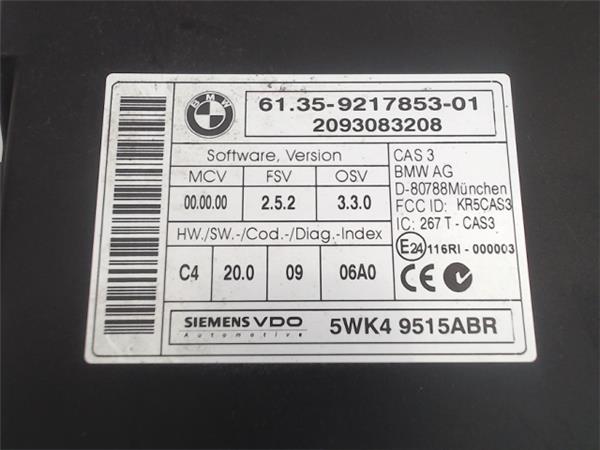 BMW
61.35-9217853-01
2093083208
Software, Version
MCV FSV OSV
00.00.00 2.5.2 3.3.0
HW./SW.-/Cod.-/Diag.-Index
C4 20.0 09 06A0
CAS 3
BMW AG
D-80788München
FCC ID: KR5CAS3
IC: 267 T - CAS3
E24 116RI - 000003
CE N
SIEMENS VDO
Automotive
5WK4 9515ABR